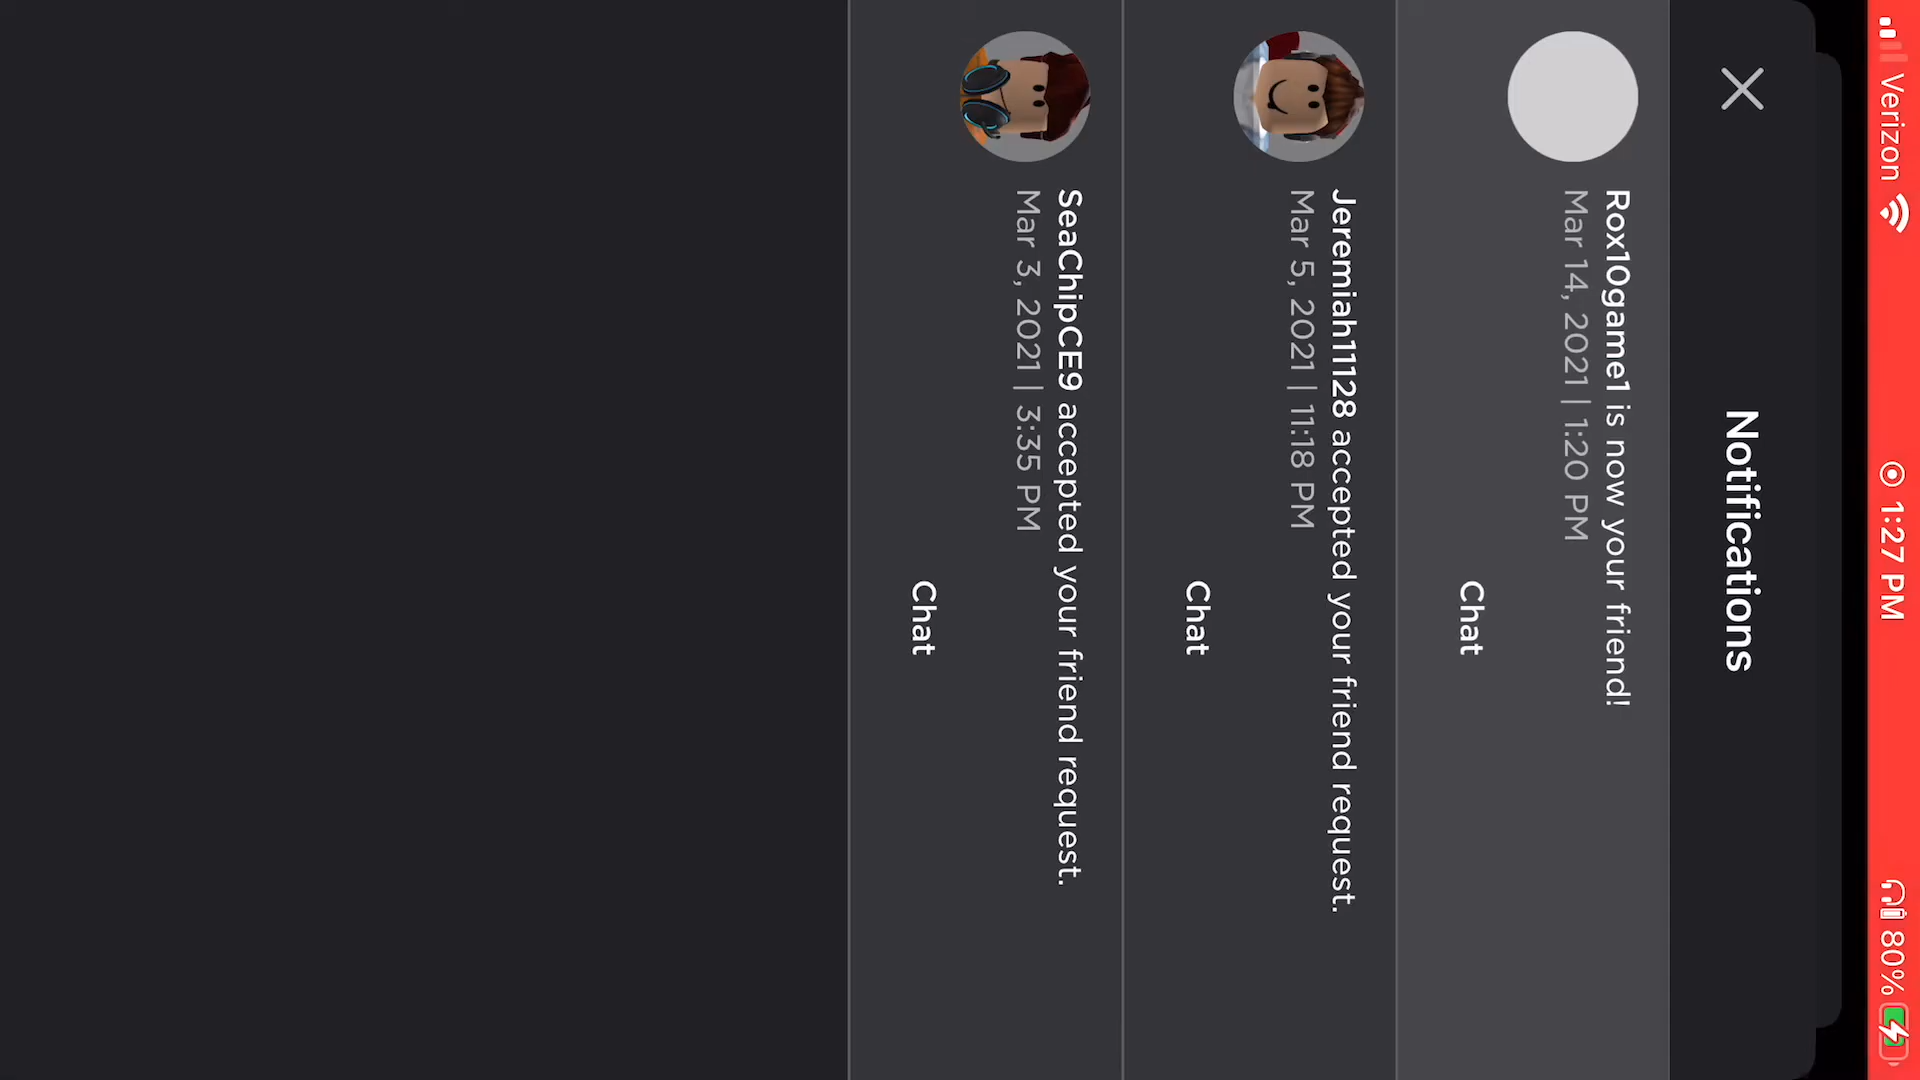 Verizon 1:27 PM 80%
Notifications
Rox10game1 is now your friend!
Mar 14, 2021 | 1:20 PM
Chat
Jeremiah11128 accepted your friend request.
Mar 5, 2021 | 11:18 PM
Chat
SeaChipCE9 accepted your friend request.
Mar 3, 2021 | 3:35 PM
Chat